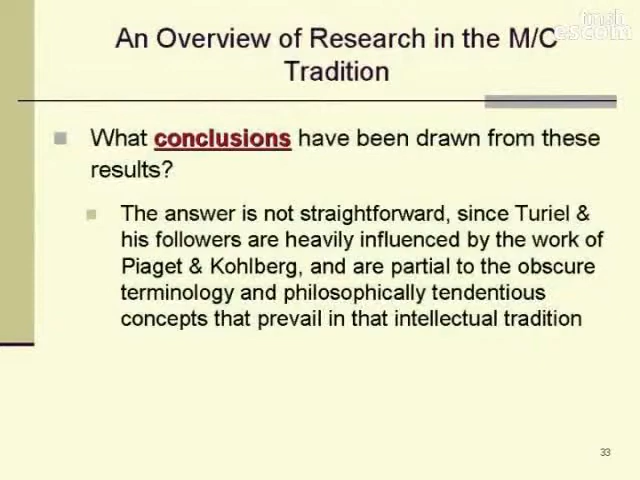 fmsh
escom
An Overview of Research in the M/C
Tradition
What conclusions have been drawn from these
results?
The answer is not straightforward, since Turiel &
his followers are heavily influenced by the work of
Piaget & Kohlberg, and are partial to the obscure
terminology and philosophically tendentious
concepts that prevail in that intellectual tradition
33